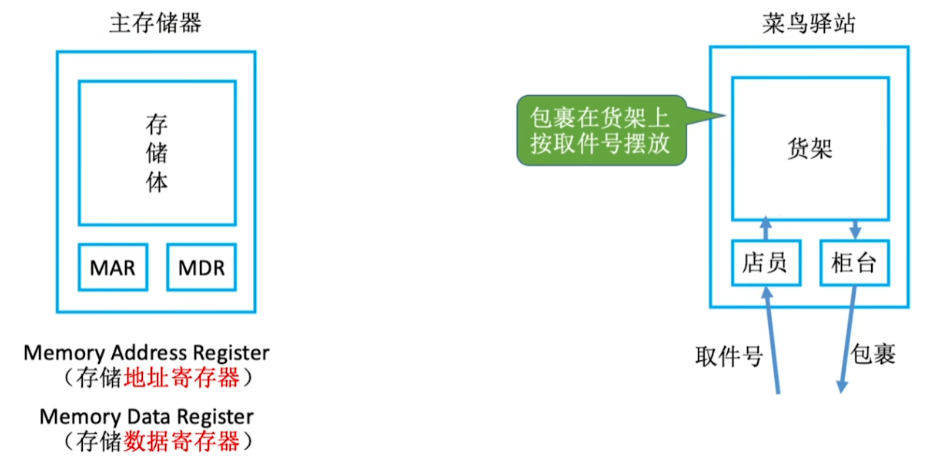 主存储器
存
储
体
MAR
MDR
Memory Address Register
（存储地址寄存器）
Memory Data Register
（存储数据寄存器）
菜鸟驿站
包裹在货架上
按取件号摆放
货架
店员
柜台
取件号
包裹